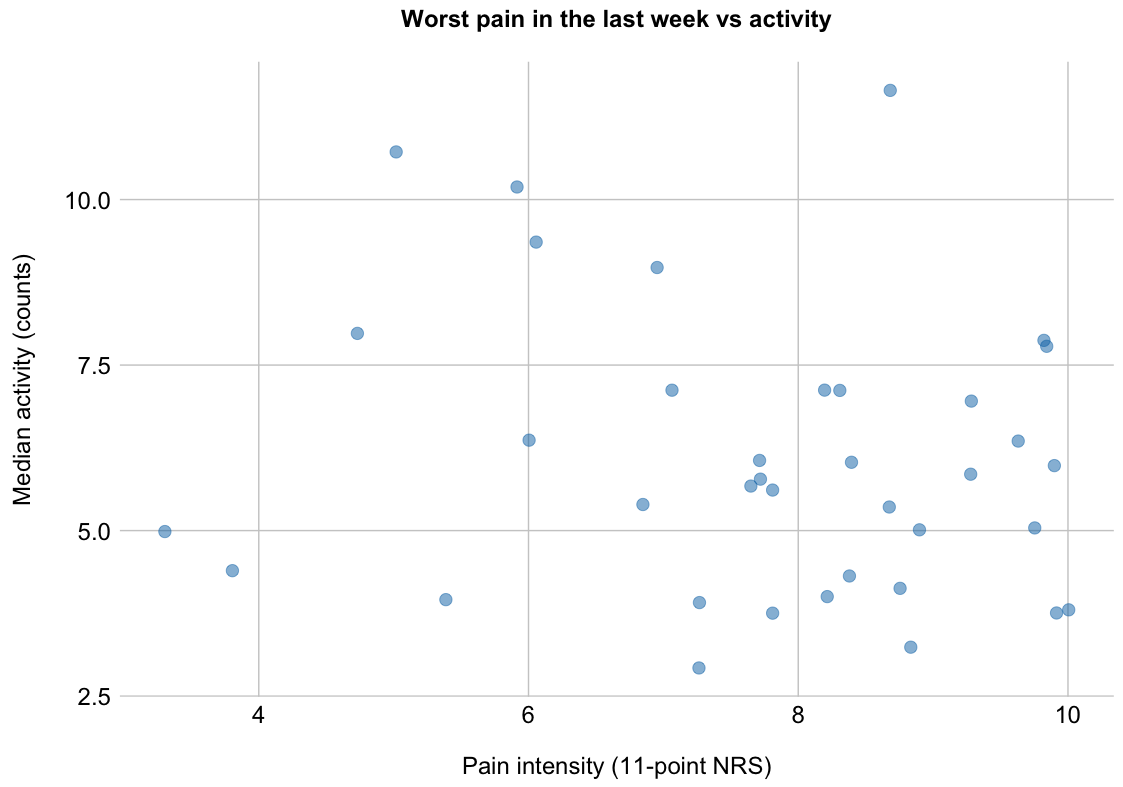 Worst pain in the last week vs activity
10.0
7.5
5.0
2.5
Median activity (counts)
4 6 8 10
Pain intensity (11-point NRS)